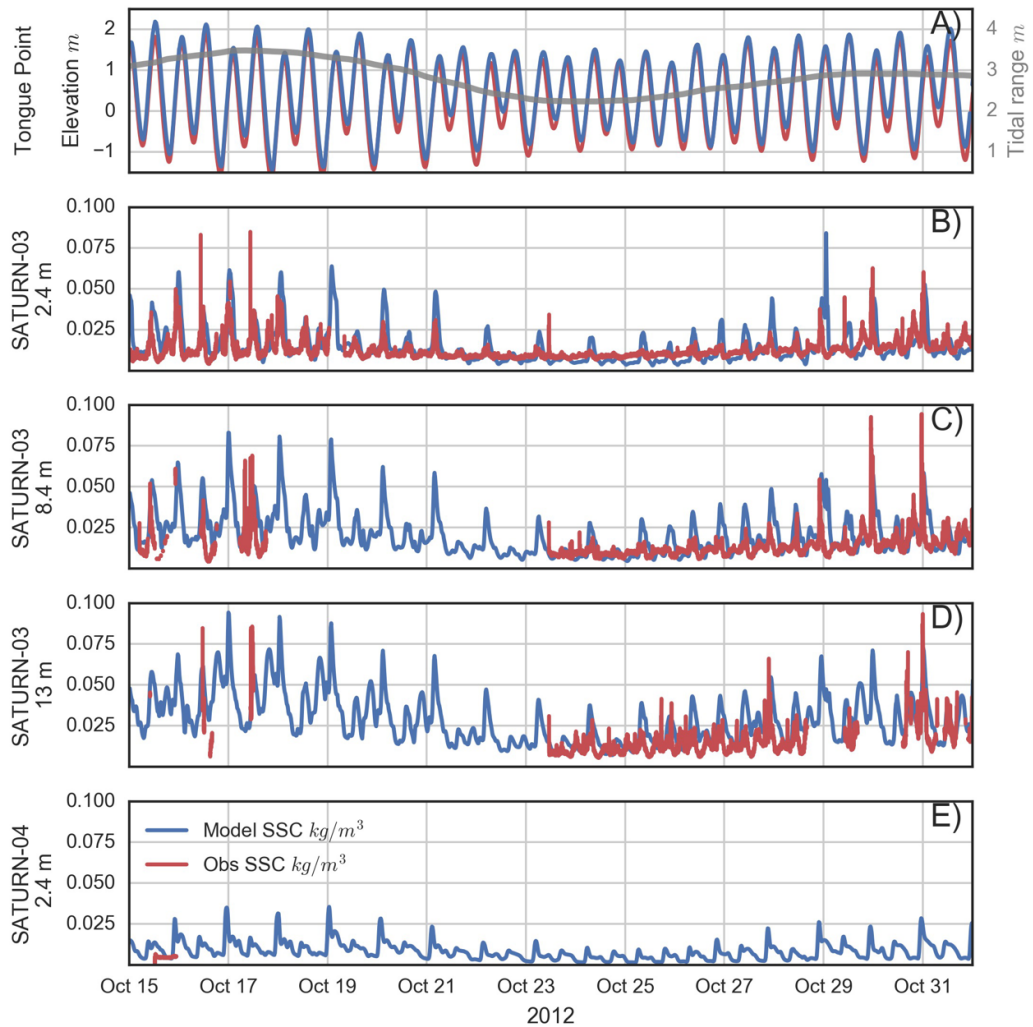 A)
Tongue Point
Elevation m
2
1
0
−1
4
3
2
1
Tidal range m
B)
SATURN-03
2.4 m
0.100
0.075
0.050
0.025
C)
SATURN-03
8.4 m
0.100
0.075
0.050
0.025
D)
SATURN-03
13 m
0.100
0.075
0.050
0.025
E)
SATURN-04
2.4 m
0.100
0.075
0.050
0.025
Model SSC kg/m³
Obs SSC kg/m³
Oct 15 Oct 17 Oct 19 Oct 21 Oct 23 Oct 25 Oct 27 Oct 29 Oct 31
2012